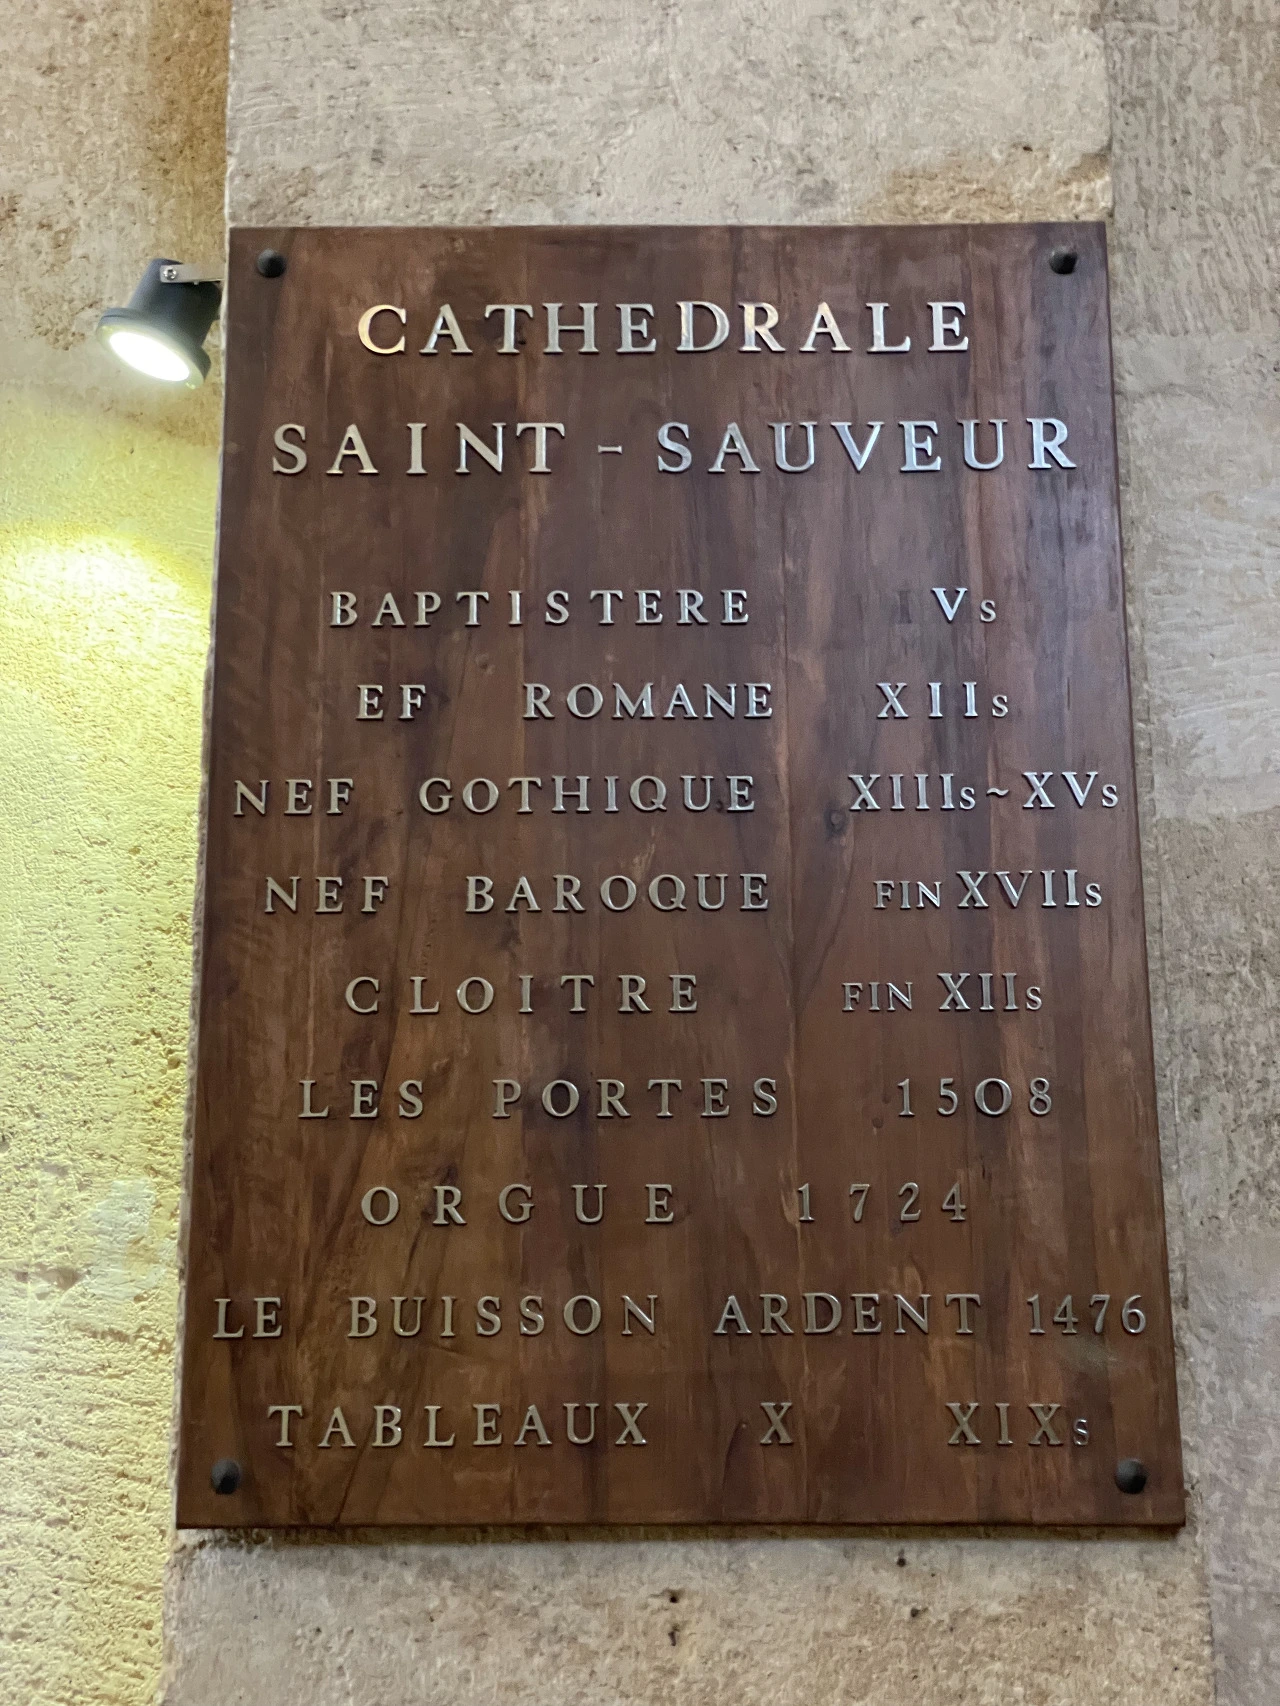 CATHEDRALE
SAINT-SAUVEUR
BAPTISTERE Vs
EF ROMANE XIIs
NEF GOTHIQUE XIIIs~XVs
NEF BAROQUE FIN XVIIs
CLOITRE FIN XIIs
LES PORTES 1508
ORGUE 1724
LE BUISSON ARDENT 1476
TABLEAUX X XIXs